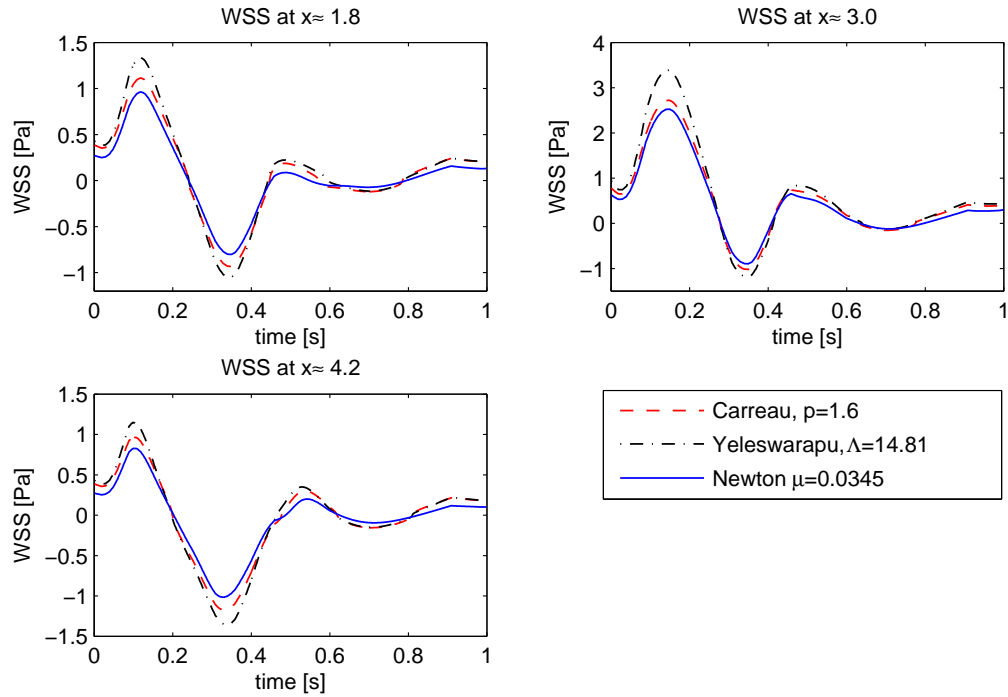 WSS at x≈ 1.8
1.5
1
0.5
0
−0.5
−1
WSS [Pa]
0 0.2 0.4 0.6 0.8 1
time [s]
WSS at x≈ 3.0
4
3
2
1
0
−1
WSS [Pa]
0 0.2 0.4 0.6 0.8 1
time [s]
WSS at x≈ 4.2
1.5
1
0.5
0
−0.5
−1
−1.5
WSS [Pa]
0 0.2 0.4 0.6 0.8 1
time [s]
Carreau, p=1.6
Yeleswarapu, Λ=14.81
Newton μ=0.0345